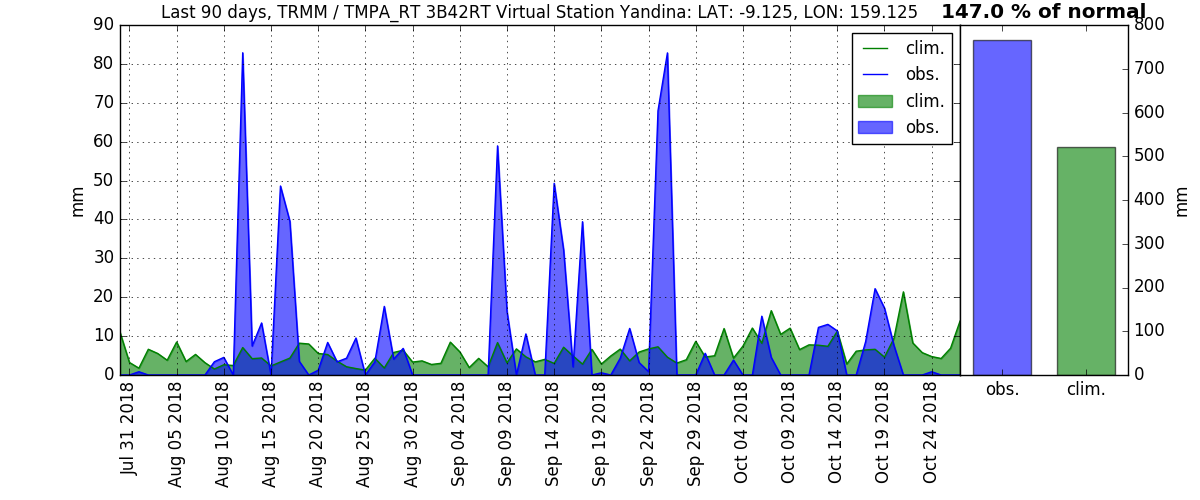 Last 90 days, TRMM / TMPA_RT 3B42RT Virtual Station Yandina: LAT: -9.125, LON: 159.125
147.0 % of normal
90
80
70
60
50
40
30
20
10
0
mm
clim.
obs.
clim.
obs.
Jul 31 2018
Aug 05 2018
Aug 10 2018
Aug 15 2018
Aug 20 2018
Aug 25 2018
Aug 30 2018
Sep 04 2018
Sep 09 2018
Sep 14 2018
Sep 19 2018
Sep 24 2018
Sep 29 2018
Oct 04 2018
Oct 09 2018
Oct 14 2018
Oct 19 2018
Oct 24 2018
800
700
600
500
400
300
200
100
0
mm
obs.
clim.